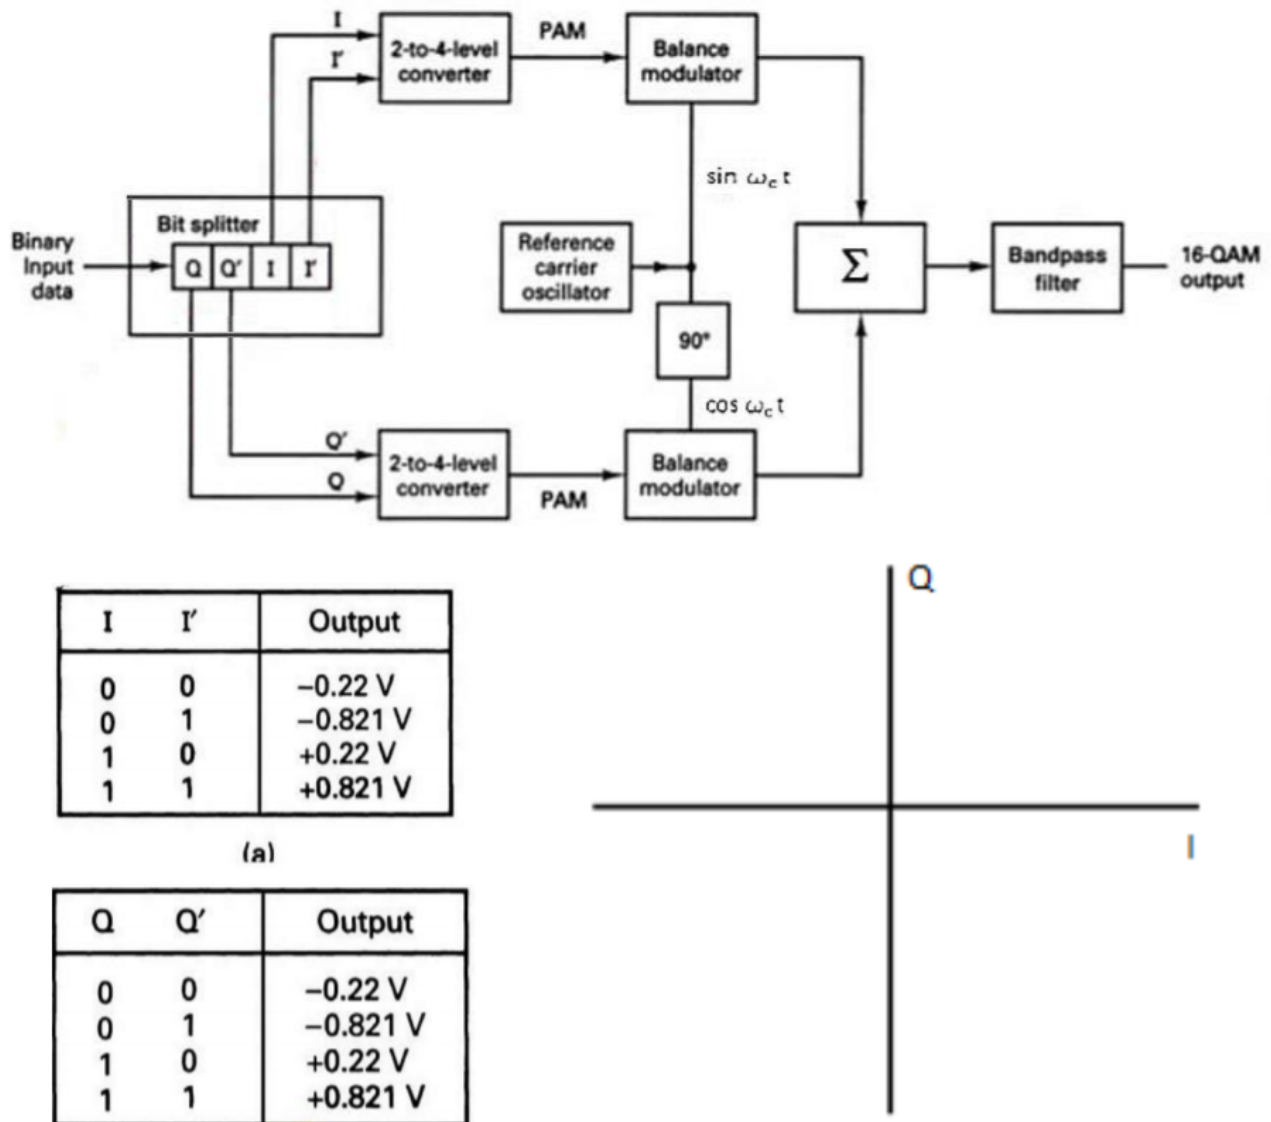 I
I′
2-to-4-level
converter
PAM
Balance
modulator
sin ωc t
Bit splitter
Binary
Input
data
Q Q′ I I′
Reference
carrier
oscillator
Σ
Bandpass
filter
16-QAM
output
90°
cos ωc t
Q′
Q
2-to-4-level
converter
PAM
Balance
modulator
I I′ Output
0 0 −0.22 V
0 1 −0.821 V
1 0 +0.22 V
1 1 +0.821 V
(a)
Q Q′ Output
0 0 −0.22 V
0 1 −0.821 V
1 0 +0.22 V
1 1 +0.821 V
Q
I